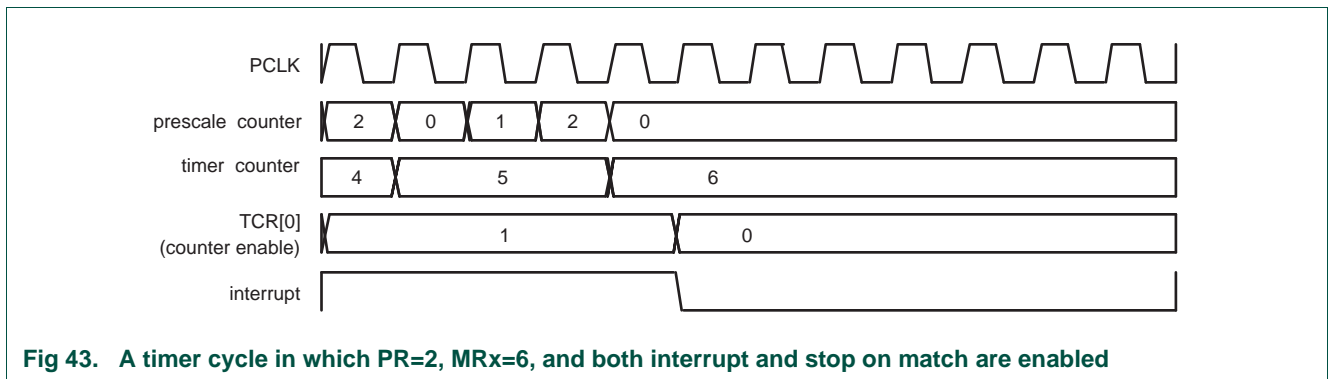 PCLK
prescale counter 2 0 1 2 0
timer counter 4 5 6
TCR[0]
(counter enable) 1 0
interrupt
Fig 43. A timer cycle in which PR=2, MRx=6, and both interrupt and stop on match are enabled